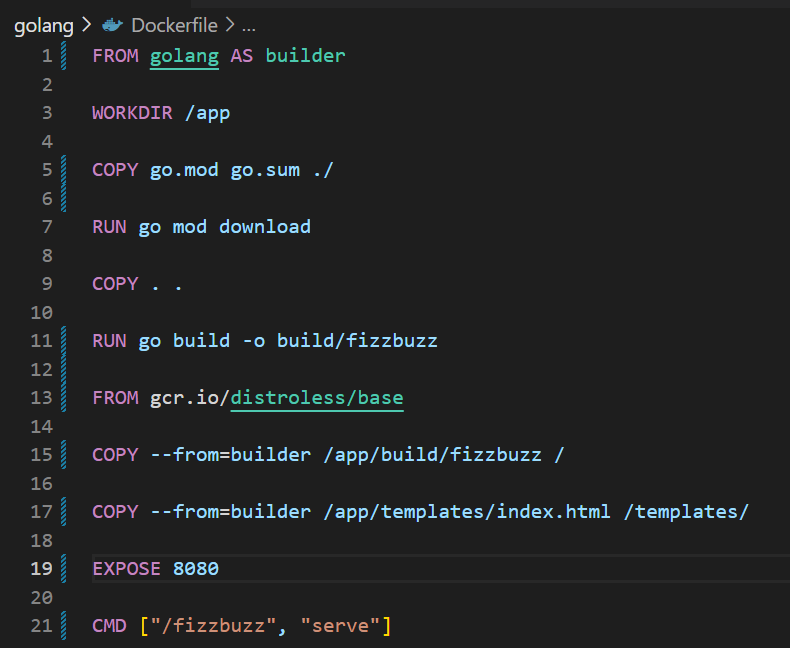 golang > Dockerfile > ...
1 FROM golang AS builder
2
3 WORKDIR /app
4
5 COPY go.mod go.sum ./
6
7 RUN go mod download
8
9 COPY . .
10
11 RUN go build -o build/fizzbuzz
12
13 FROM gcr.io/distroless/base
14
15 COPY --from=builder /app/build/fizzbuzz /
16
17 COPY --from=builder /app/templates/index.html /templates/
18
19 EXPOSE 8080
20
21 CMD ["/fizzbuzz", "serve"]